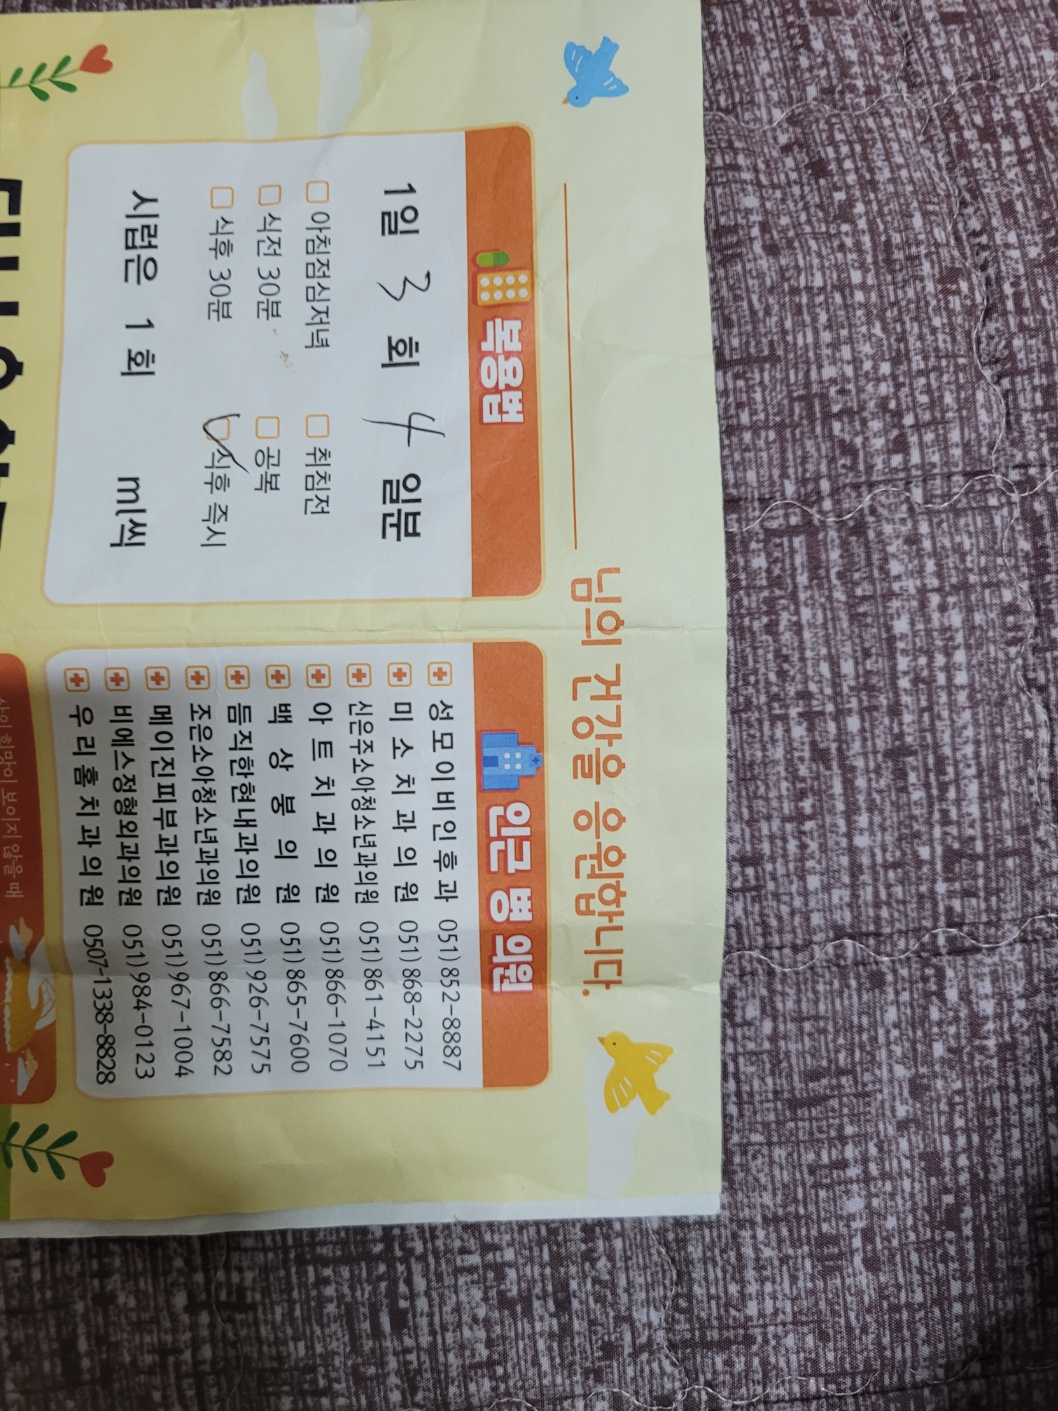 님의 건강을 응원합니다.
복용법
1일 3 회 4 일분
아침점심저녁 취침전
식전 30분 공복
식후 30분 식후 즉시
시럽은 1 회 ml씩
인근 병 의원
성모이비인후과 051)852-8887
미소치과의원 051)868-2275
신은주소아청소년과의원 051)861-4151
아트치과의원 051)866-1070
백상붕의원 051)865-7600
듬직한현내과의원 051)926-7575
조은소아청소년과의원 051)866-7582
메이진피부과의원 051)967-1004
비에스정형외과의원 051)984-0123
우리홈치과의원 0507-1338-8828
희망이 보이지 않을 때